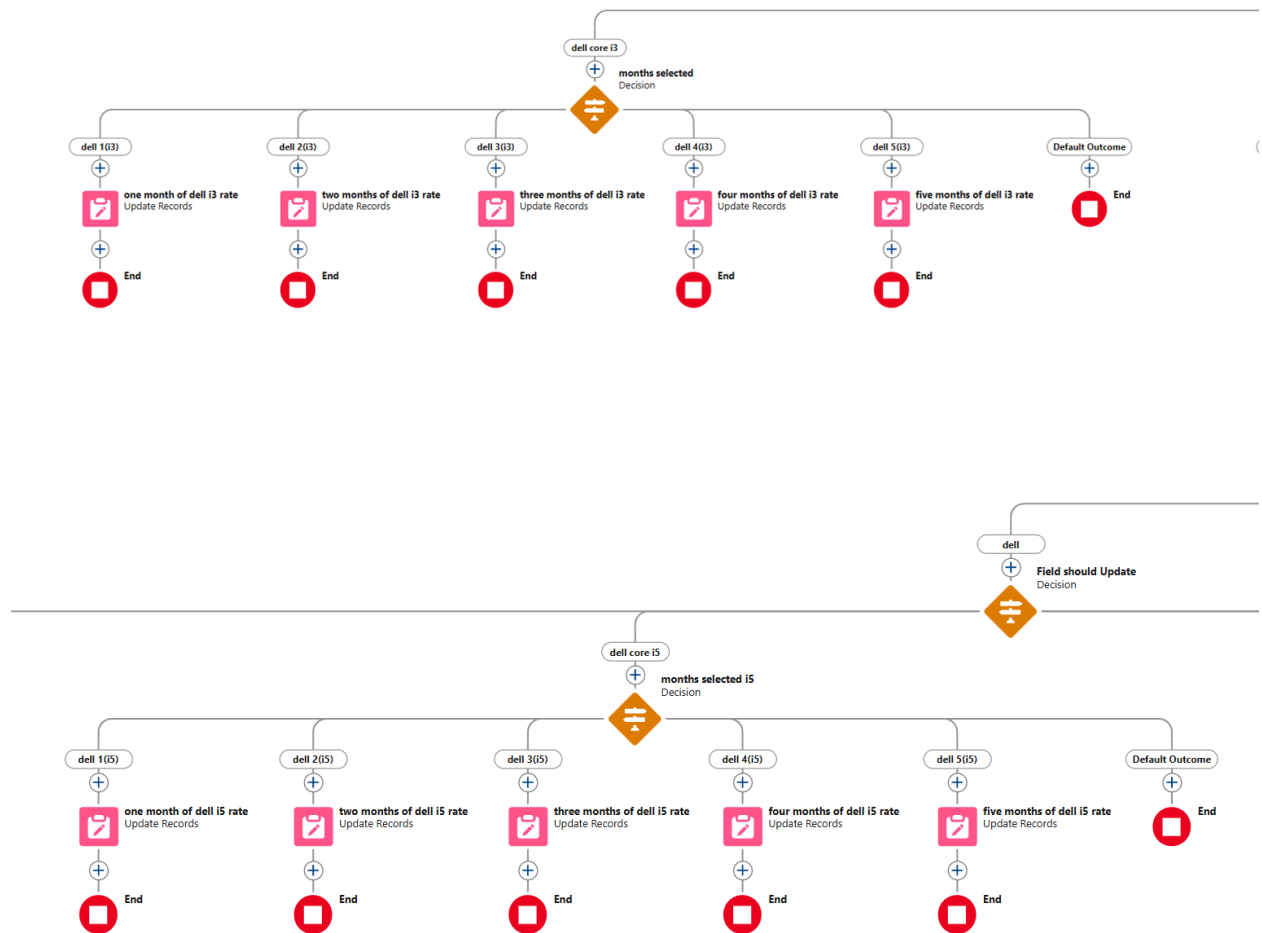 dell core i3
months selected
Decision
dell 1(i3)
dell 2(i3)
dell 3(i3)
dell 4(i3)
dell 5(i3)
Default Outcome
one month of dell i3 rate
Update Records
two months of dell i3 rate
Update Records
three months of dell i3 rate
Update Records
four months of dell i3 rate
Update Records
five months of dell i3 rate
Update Records
End
End
End
End
End
End
dell
Field should Update
Decision
dell core i5
months selected i5
Decision
dell 1(i5)
dell 2(i5)
dell 3(i5)
dell 4(i5)
dell 5(i5)
Default Outcome
one month of dell i5 rate
Update Records
two months of dell i5 rate
Update Records
three months of dell i5 rate
Update Records
four months of dell i5 rate
Update Records
five months of dell i5 rate
Update Records
End
End
End
End
End
End